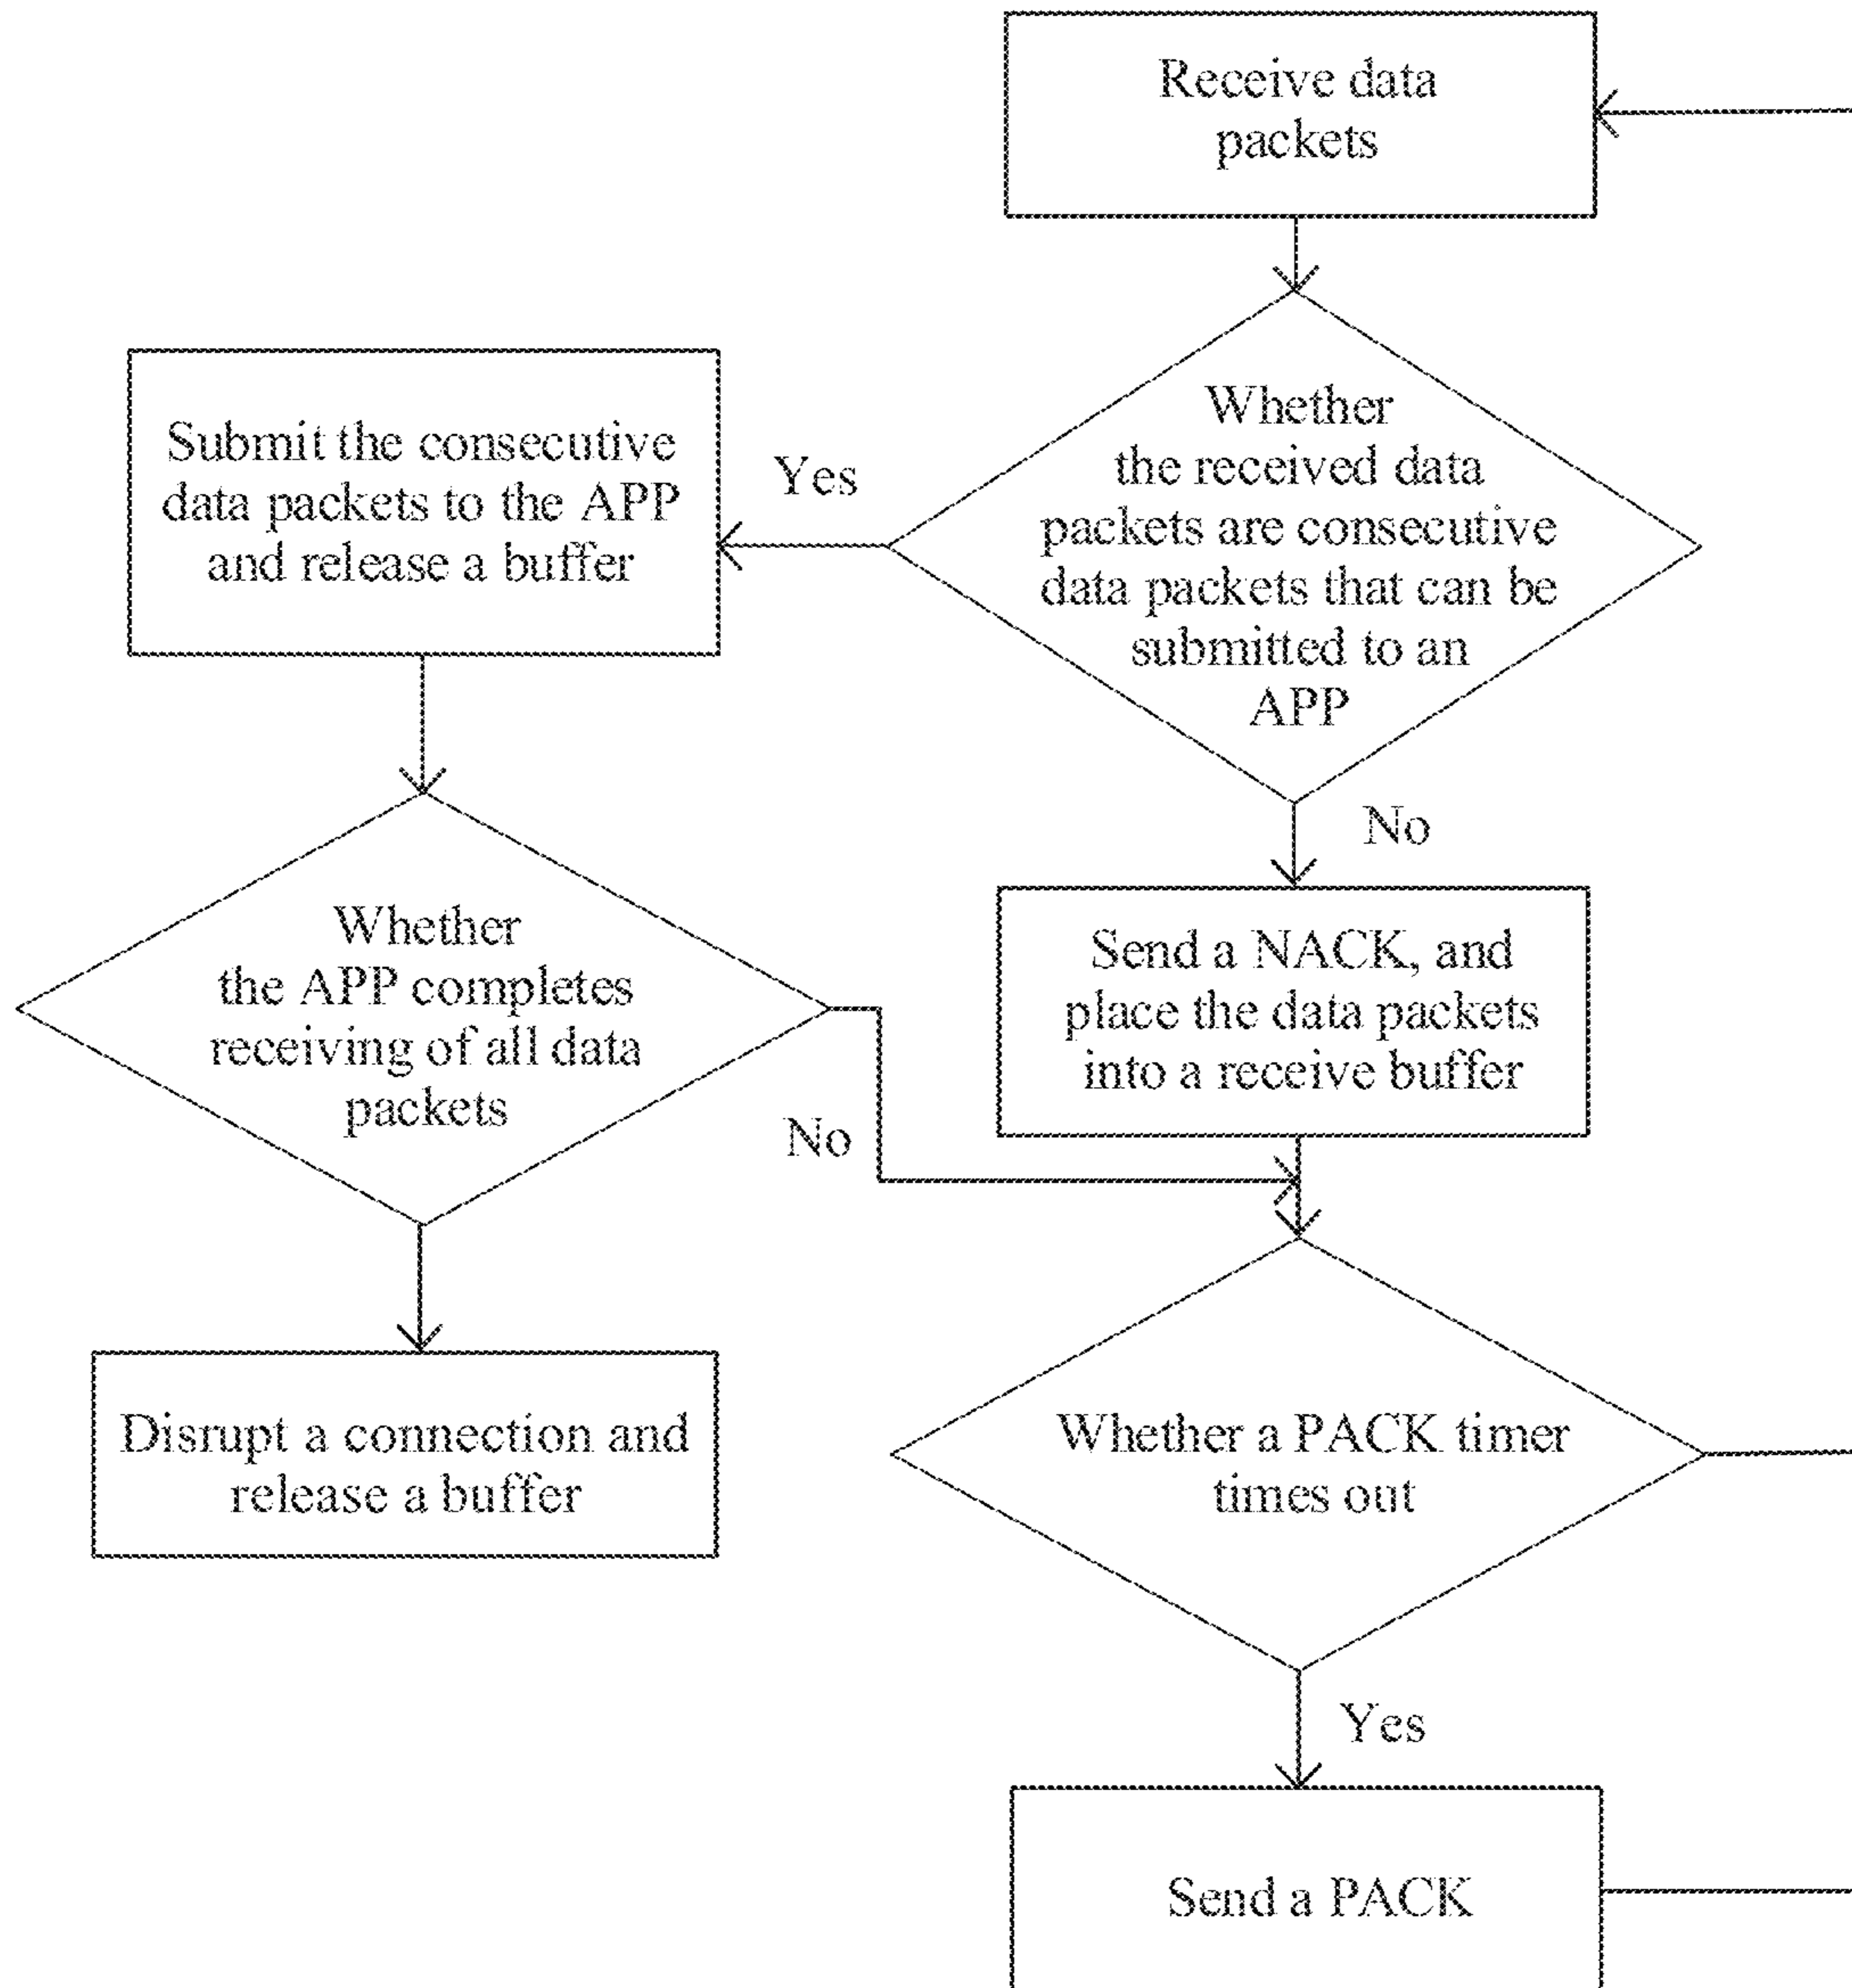 Receive data
packets
Whether
the received data
packets are consecutive
data packets that can be
submitted to an
APP
Yes
Submit the consecutive
data packets to the APP
and release a buffer
No
Send a NACK, and
place the data packets
into a receive buffer
Whether
the APP completes
receiving of all data
packets
No
Disrupt a connection and
release a buffer
Whether a PACK timer
times out
Yes
Send a PACK